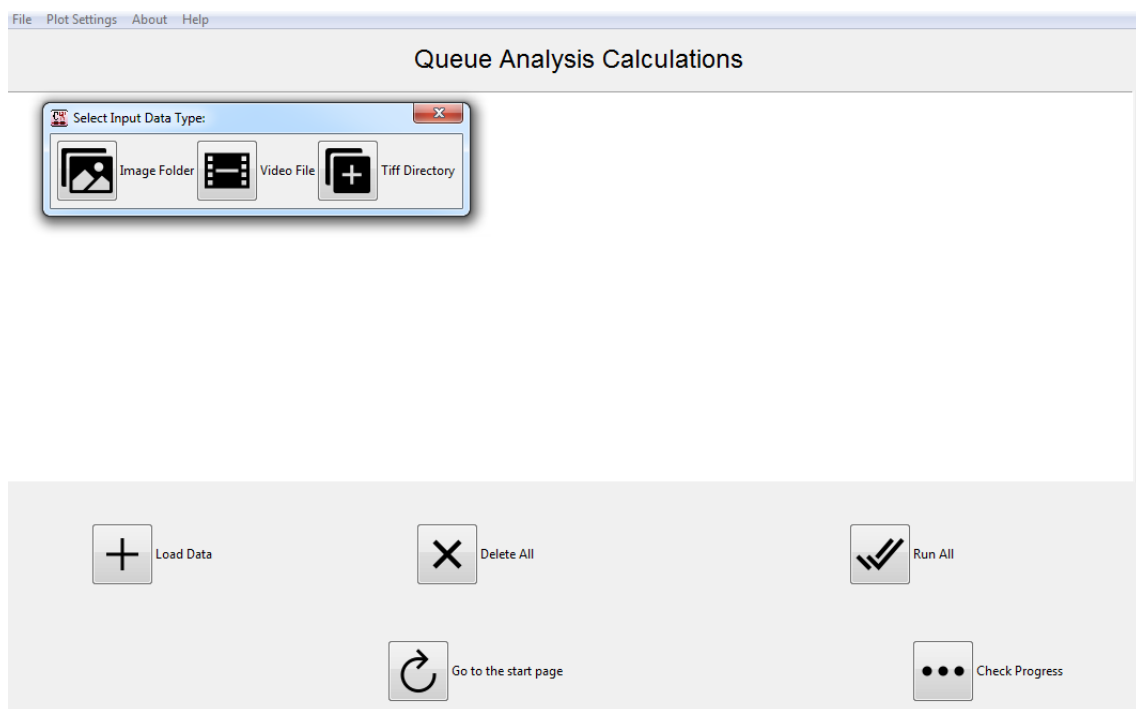 File Plot Settings About Help
Queue Analysis Calculations
Select Input Data Type:
Image Folder Video File Tiff Directory
Load Data Delete All Run All
Go to the start page Check Progress